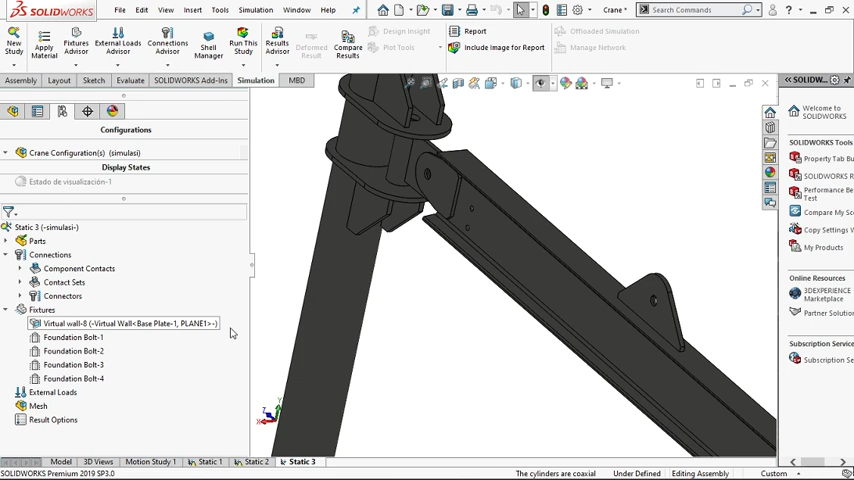 SOLIDWORKS File Edit View Insert Tools Simulation Window Crane * Search Commands
New Study
Apply Material
Fixtures Advisor
External Loads Advisor
Connections Advisor
Shell Manager
Run This Study
Results Advisor
Deformed Result
Compare Results
Design Insight
Plot Tools
Report
Include Image for Report
Offloaded Simulation
Manage Network
Assembly Layout Sketch Evaluate SOLIDWORKS Add-Ins Simulation MBD
SOLIDW...
Configurations
Crane Configuration(s) (simulasi)
Display States
Estado de visualización-1
Static 3 (-simulasi-)
Parts
Connections
Component Contacts
Contact Sets
Connectors
Fixtures
Virtual wall-8 (-Virtual Wall<Base Plate-1, PLANE1>-)
Foundation Bolt-1
Foundation Bolt-2
Foundation Bolt-3
Foundation Bolt-4
External Loads
Mesh
Result Options
Y
Z
X
Welcome to SOLIDWORKS
SOLIDWORKS Tools
Property Tab Bu
SOLIDWORKS R
Performance Be
Test
Compare My Sc
Copy Settings V
My Products
Online Resources
3DEXPERIENCE
Marketplace
Partner Solution
Subscription Servic
Subscription Se
Model 3D Views Motion Study 1 Static 1 Static 2 Static 3
SOLIDWORKS Premium 2019 SP3.0 The cylinders are coaxial Under Defined Editing Assembly Custom